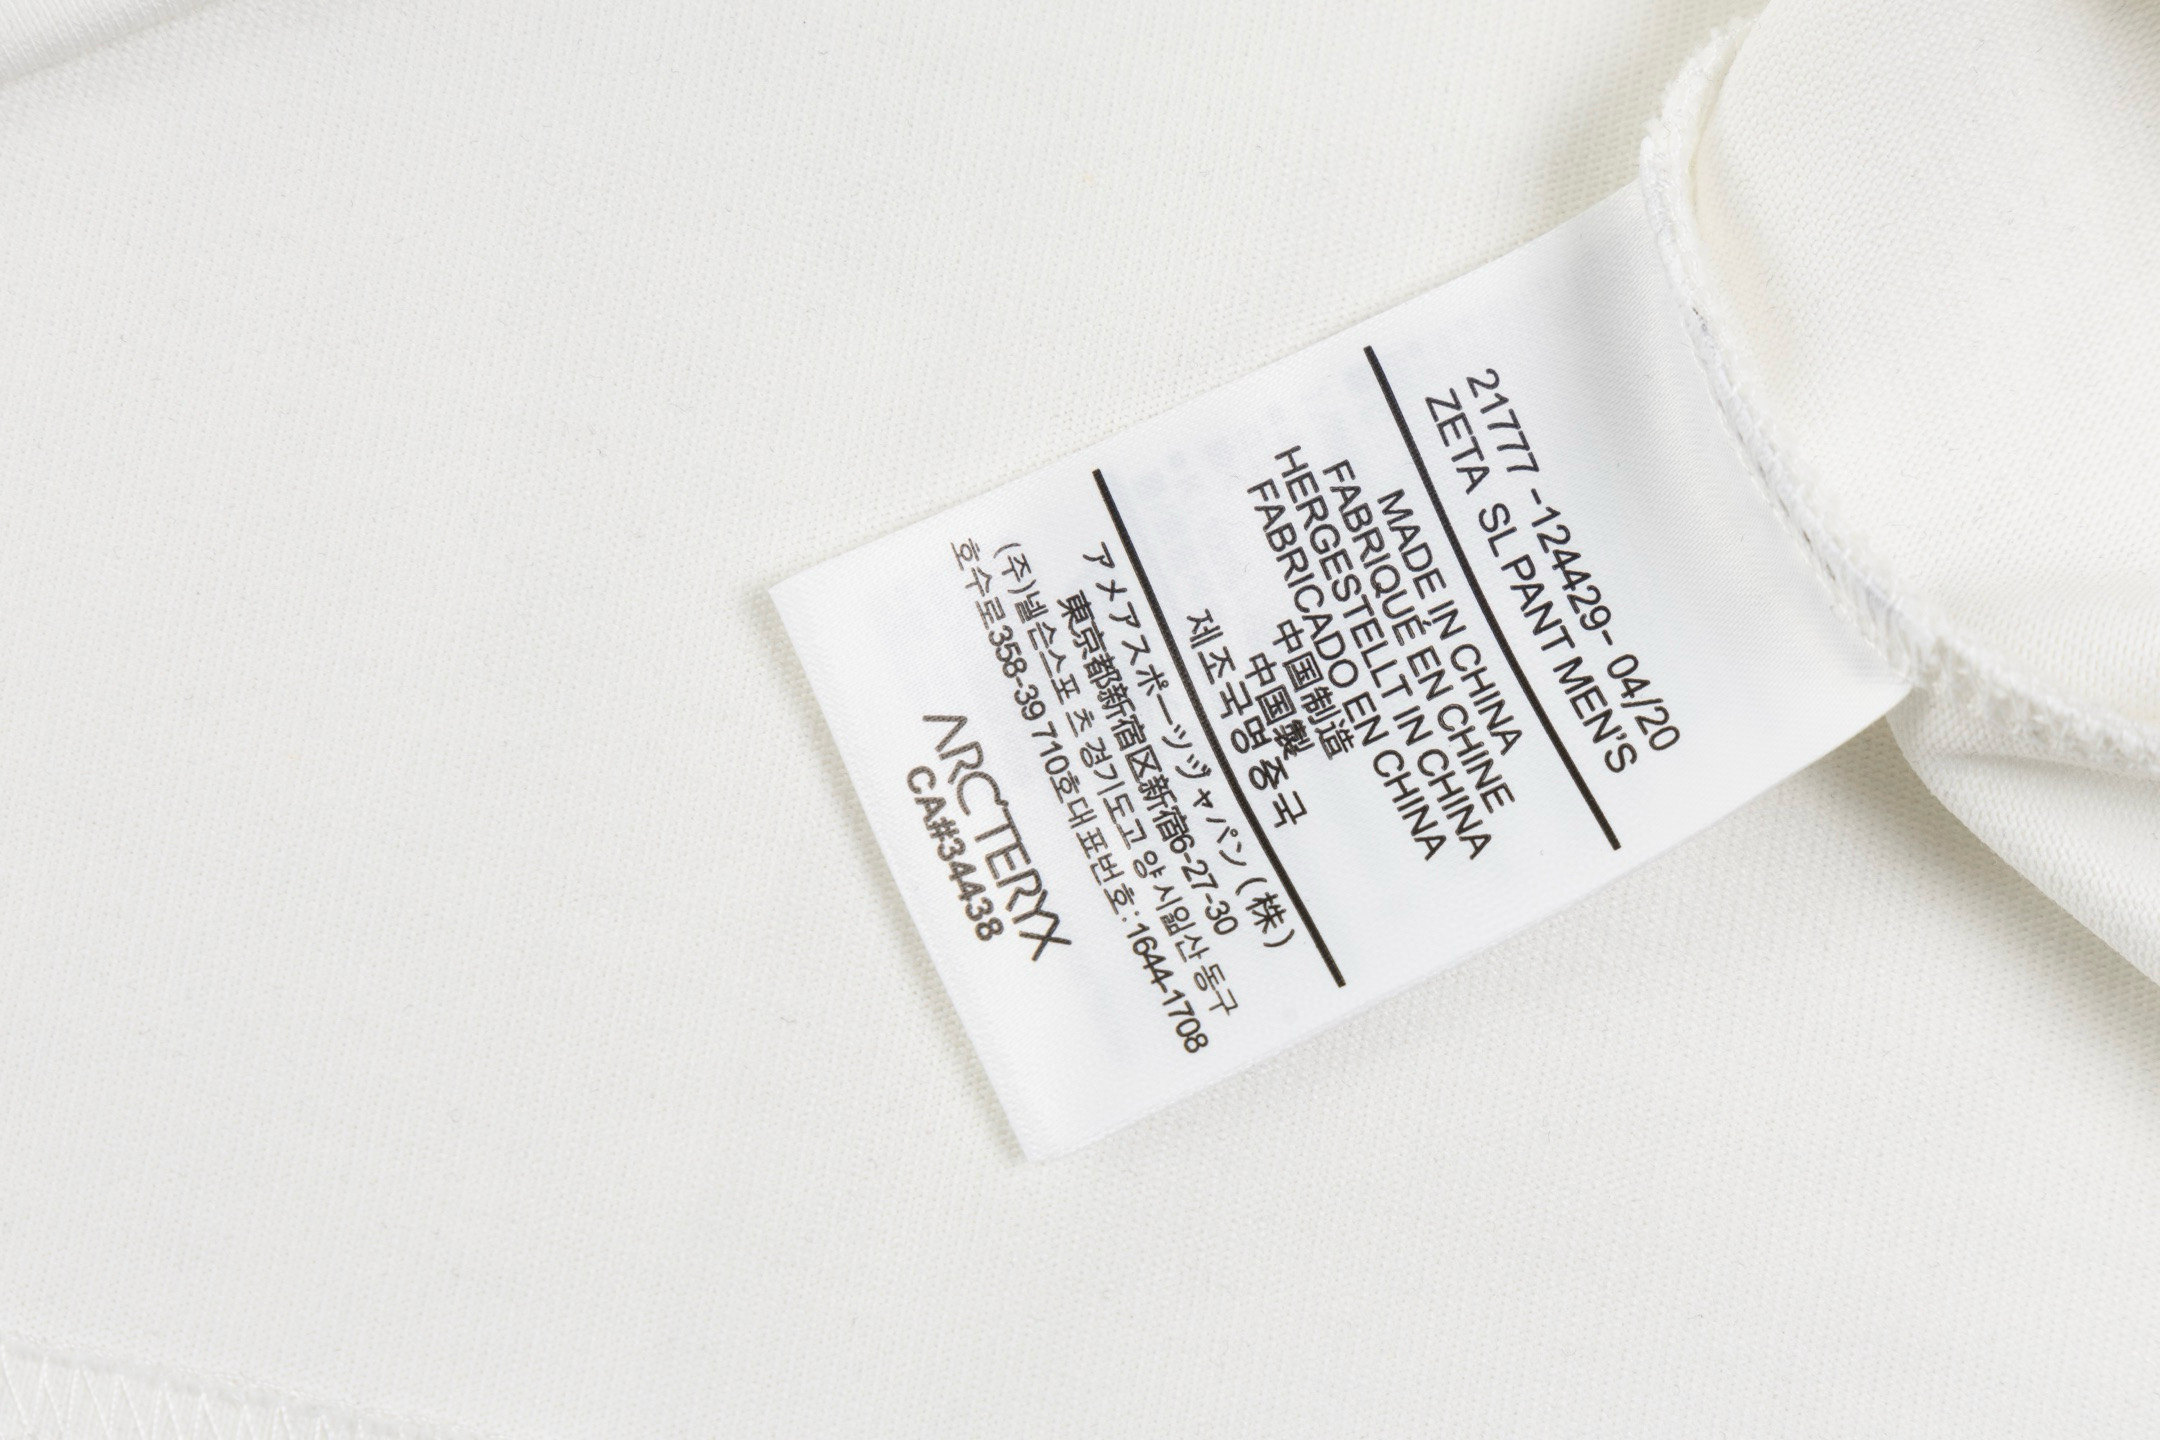 21777 -124429- 04/20
ZETA SL PANT MEN'S
MADE IN CHINA
FABRIQUÉ EN CHINE
HERGESTELLT IN CHINA
FABRICADO EN CHINA
中国制造
中国製
제조국명 중국
アメアスポーツジャパン(株)
東京都新宿区新宿6-27-30
(주)넬슨스포츠 경기도고양시일산동구
호수로358-39 710호대표번호:1644-1708
ARC'TERYX
CA#34438